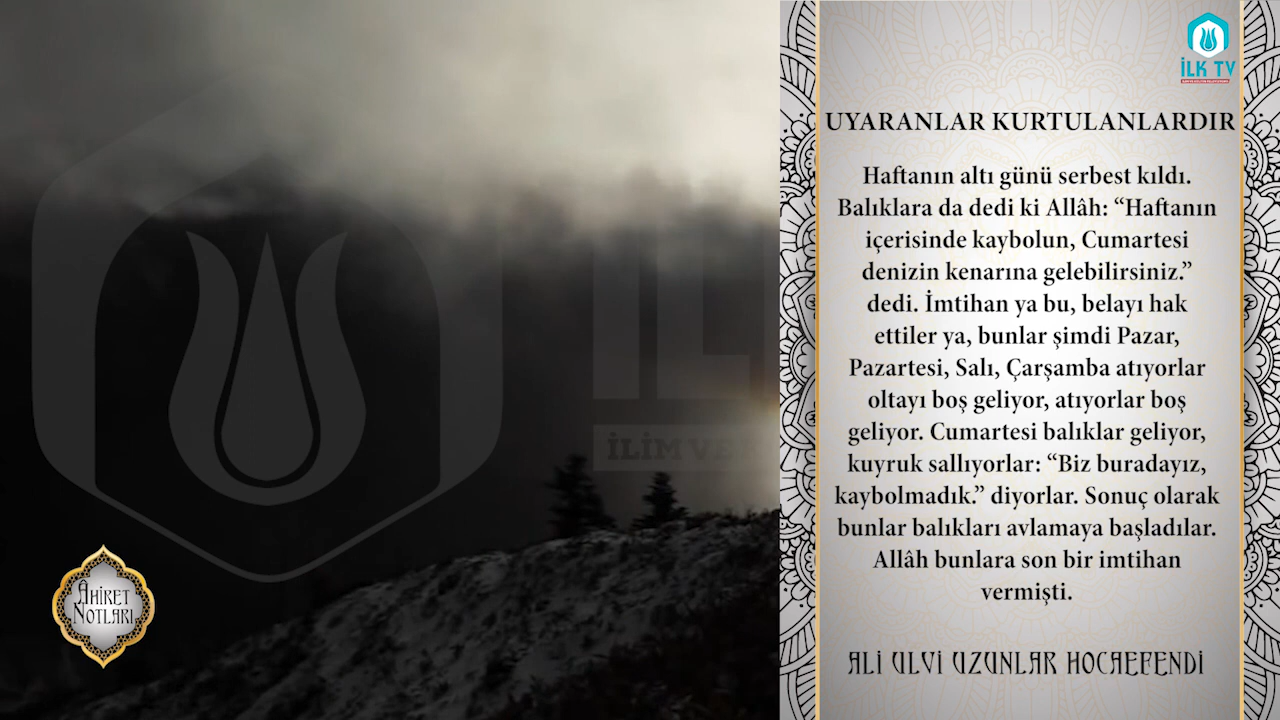 İLK TV
UYARANLAR KURTULANLARDIR
Haftanın altı günü serbest kıldı.
Balıklara da dedi ki Allâh: “Haftanın
içerisinde kaybolun, Cumartesi
denizin kenarına gelebilirsiniz.”
dedi. İmtihan ya bu, belayı hak
ettiler ya, bunlar şimdi Pazar,
Pazartesi, Salı, Çarşamba atıyorlar
oltayı boş geliyor, atıyorlar boş
geliyor. Cumartesi balıklar geliyor,
kuyruk sallıyorlar: “Biz buradayız,
kaybolmadık.” diyorlar. Sonuç olarak
bunlar balıkları avlamaya başladılar.
Allâh bunlara son bir imtihan
vermişti.
ALİ ULVİ UZUNLAR HOCAEFENDİ
ÂHİRET
NOTLARI
İL
İLİM VE